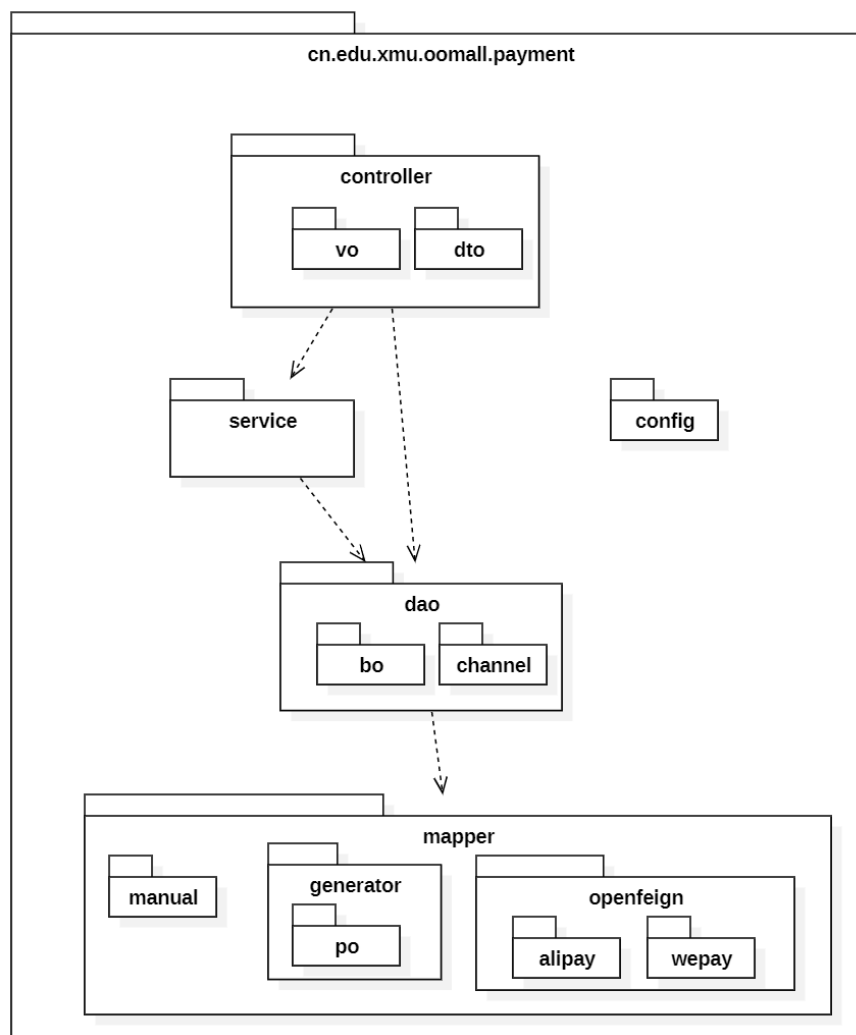 cn.edu.xmu.oomall.payment
controller
vo
dto
service
config
dao
bo
channel
mapper
manual
generator
po
openfeign
alipay
wepay